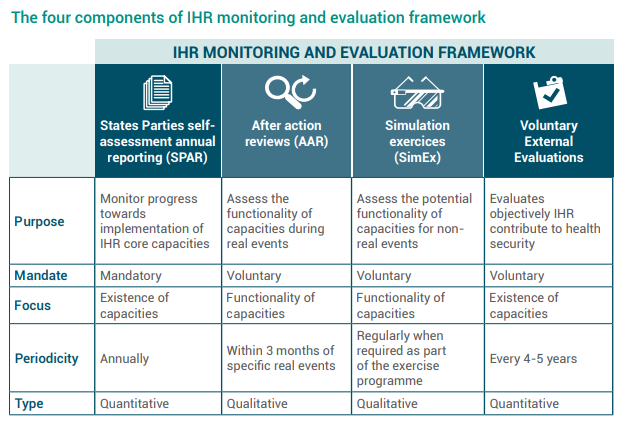 The four components of IHR monitoring and evaluation framework
IHR MONITORING AND EVALUATION FRAMEWORK
States Parties self-
assessment annual
reporting (SPAR)
After action
reviews (AAR)
Simulation
exercices
(SimEx)
Voluntary
External
Evaluations
Purpose
Monitor progress
towards
implementation of
IHR core capacities
Assess the
functionality of
capacities during
real events
Assess the potential
functionality of
capacities for non-
real events
Evaluates
objectively IHR
contribute to health
security
Mandate
Mandatory
Voluntary
Voluntary
Voluntary
Focus
Existence of
capacities
Functionality of
capacities
Functionality of
capacities
Existence of
capacities
Periodicity
Annually
Within 3 months of
specific real events
Regularly when
required as part
of the exercise
programme
Every 4-5 years
Type
Quantitative
Qualitative
Qualitative
Quantitative